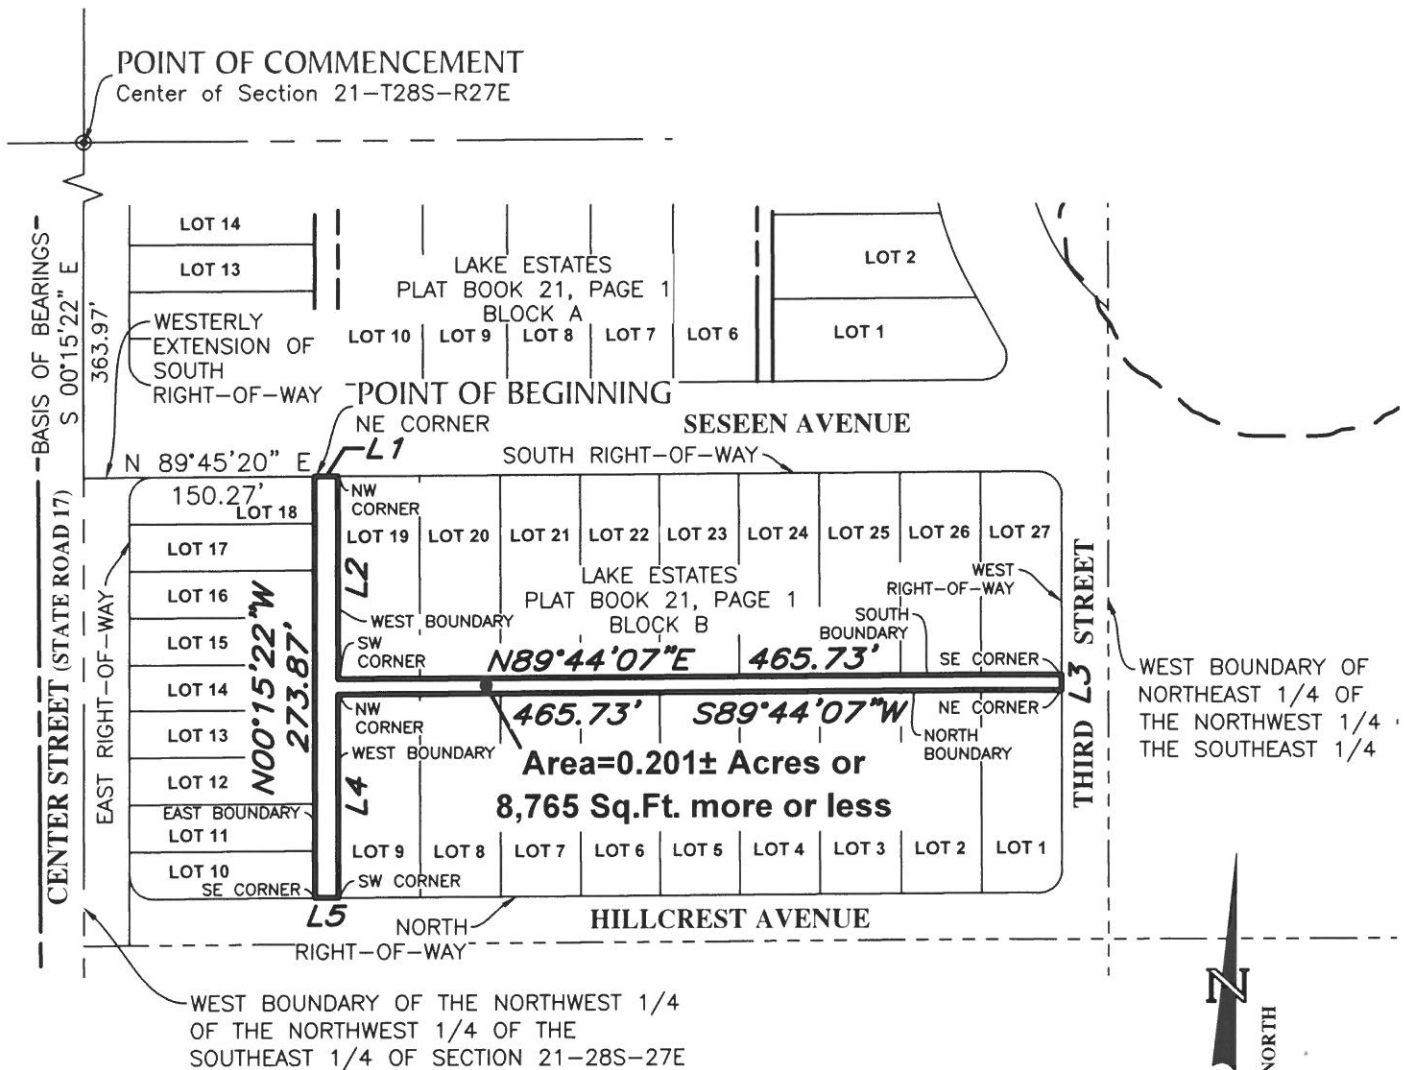 POINT OF COMMENCEMENT
Center of Section 21-T28S-R27E
BASIS OF BEARINGS
S 00°15'22" E
363.97'
LOT 14
LOT 13
LAKE ESTATES
PLAT BOOK 21, PAGE 1
BLOCK A
LOT 10
LOT 9
LOT 8
LOT 7
LOT 6
LOT 2
LOT 1
WESTERLY
EXTENSION OF
SOUTH
RIGHT-OF-WAY
POINT OF BEGINNING
NE CORNER
SESEEN AVENUE
N 89°45'20" E
L1
SOUTH RIGHT-OF-WAY
150.27'
LOT 18
NW
CORNER
LOT 17
LOT 16
LOT 15
LOT 14
LOT 13
LOT 12
EAST BOUNDARY
LOT 11
LOT 10
SE CORNER
CENTER STREET (STATE ROAD 17)
EAST RIGHT-OF-WAY
N00°15'22"W
273.87'
LOT 19
LOT 20
LOT 21
LOT 22
LOT 23
LOT 24
LOT 25
LOT 26
LOT 27
L2
LAKE ESTATES
PLAT BOOK 21, PAGE 1
BLOCK B
WEST
RIGHT-OF-WAY
WEST BOUNDARY
SOUTH
BOUNDARY
SW
CORNER
N89°44'07"E
465.73'
SE CORNER
THIRD STREET
L3
WEST BOUNDARY OF
NORTHEAST 1/4 OF
THE NORTHWEST 1/4
THE SOUTHEAST 1/4
NW
CORNER
465.73'
S89°44'07"W
NE CORNER
NORTH
BOUNDARY
WEST BOUNDARY
L4
Area=0.201± Acres or
8,765 Sq.Ft. more or less
LOT 9
LOT 8
LOT 7
LOT 6
LOT 5
LOT 4
LOT 3
LOT 2
LOT 1
SW CORNER
L5
NORTH
RIGHT-OF-WAY
HILLCREST AVENUE
WEST BOUNDARY OF THE NORTHWEST 1/4
OF THE NORTHWEST 1/4 OF THE
SOUTHEAST 1/4 OF SECTION 21-28S-27E
N
NORTH